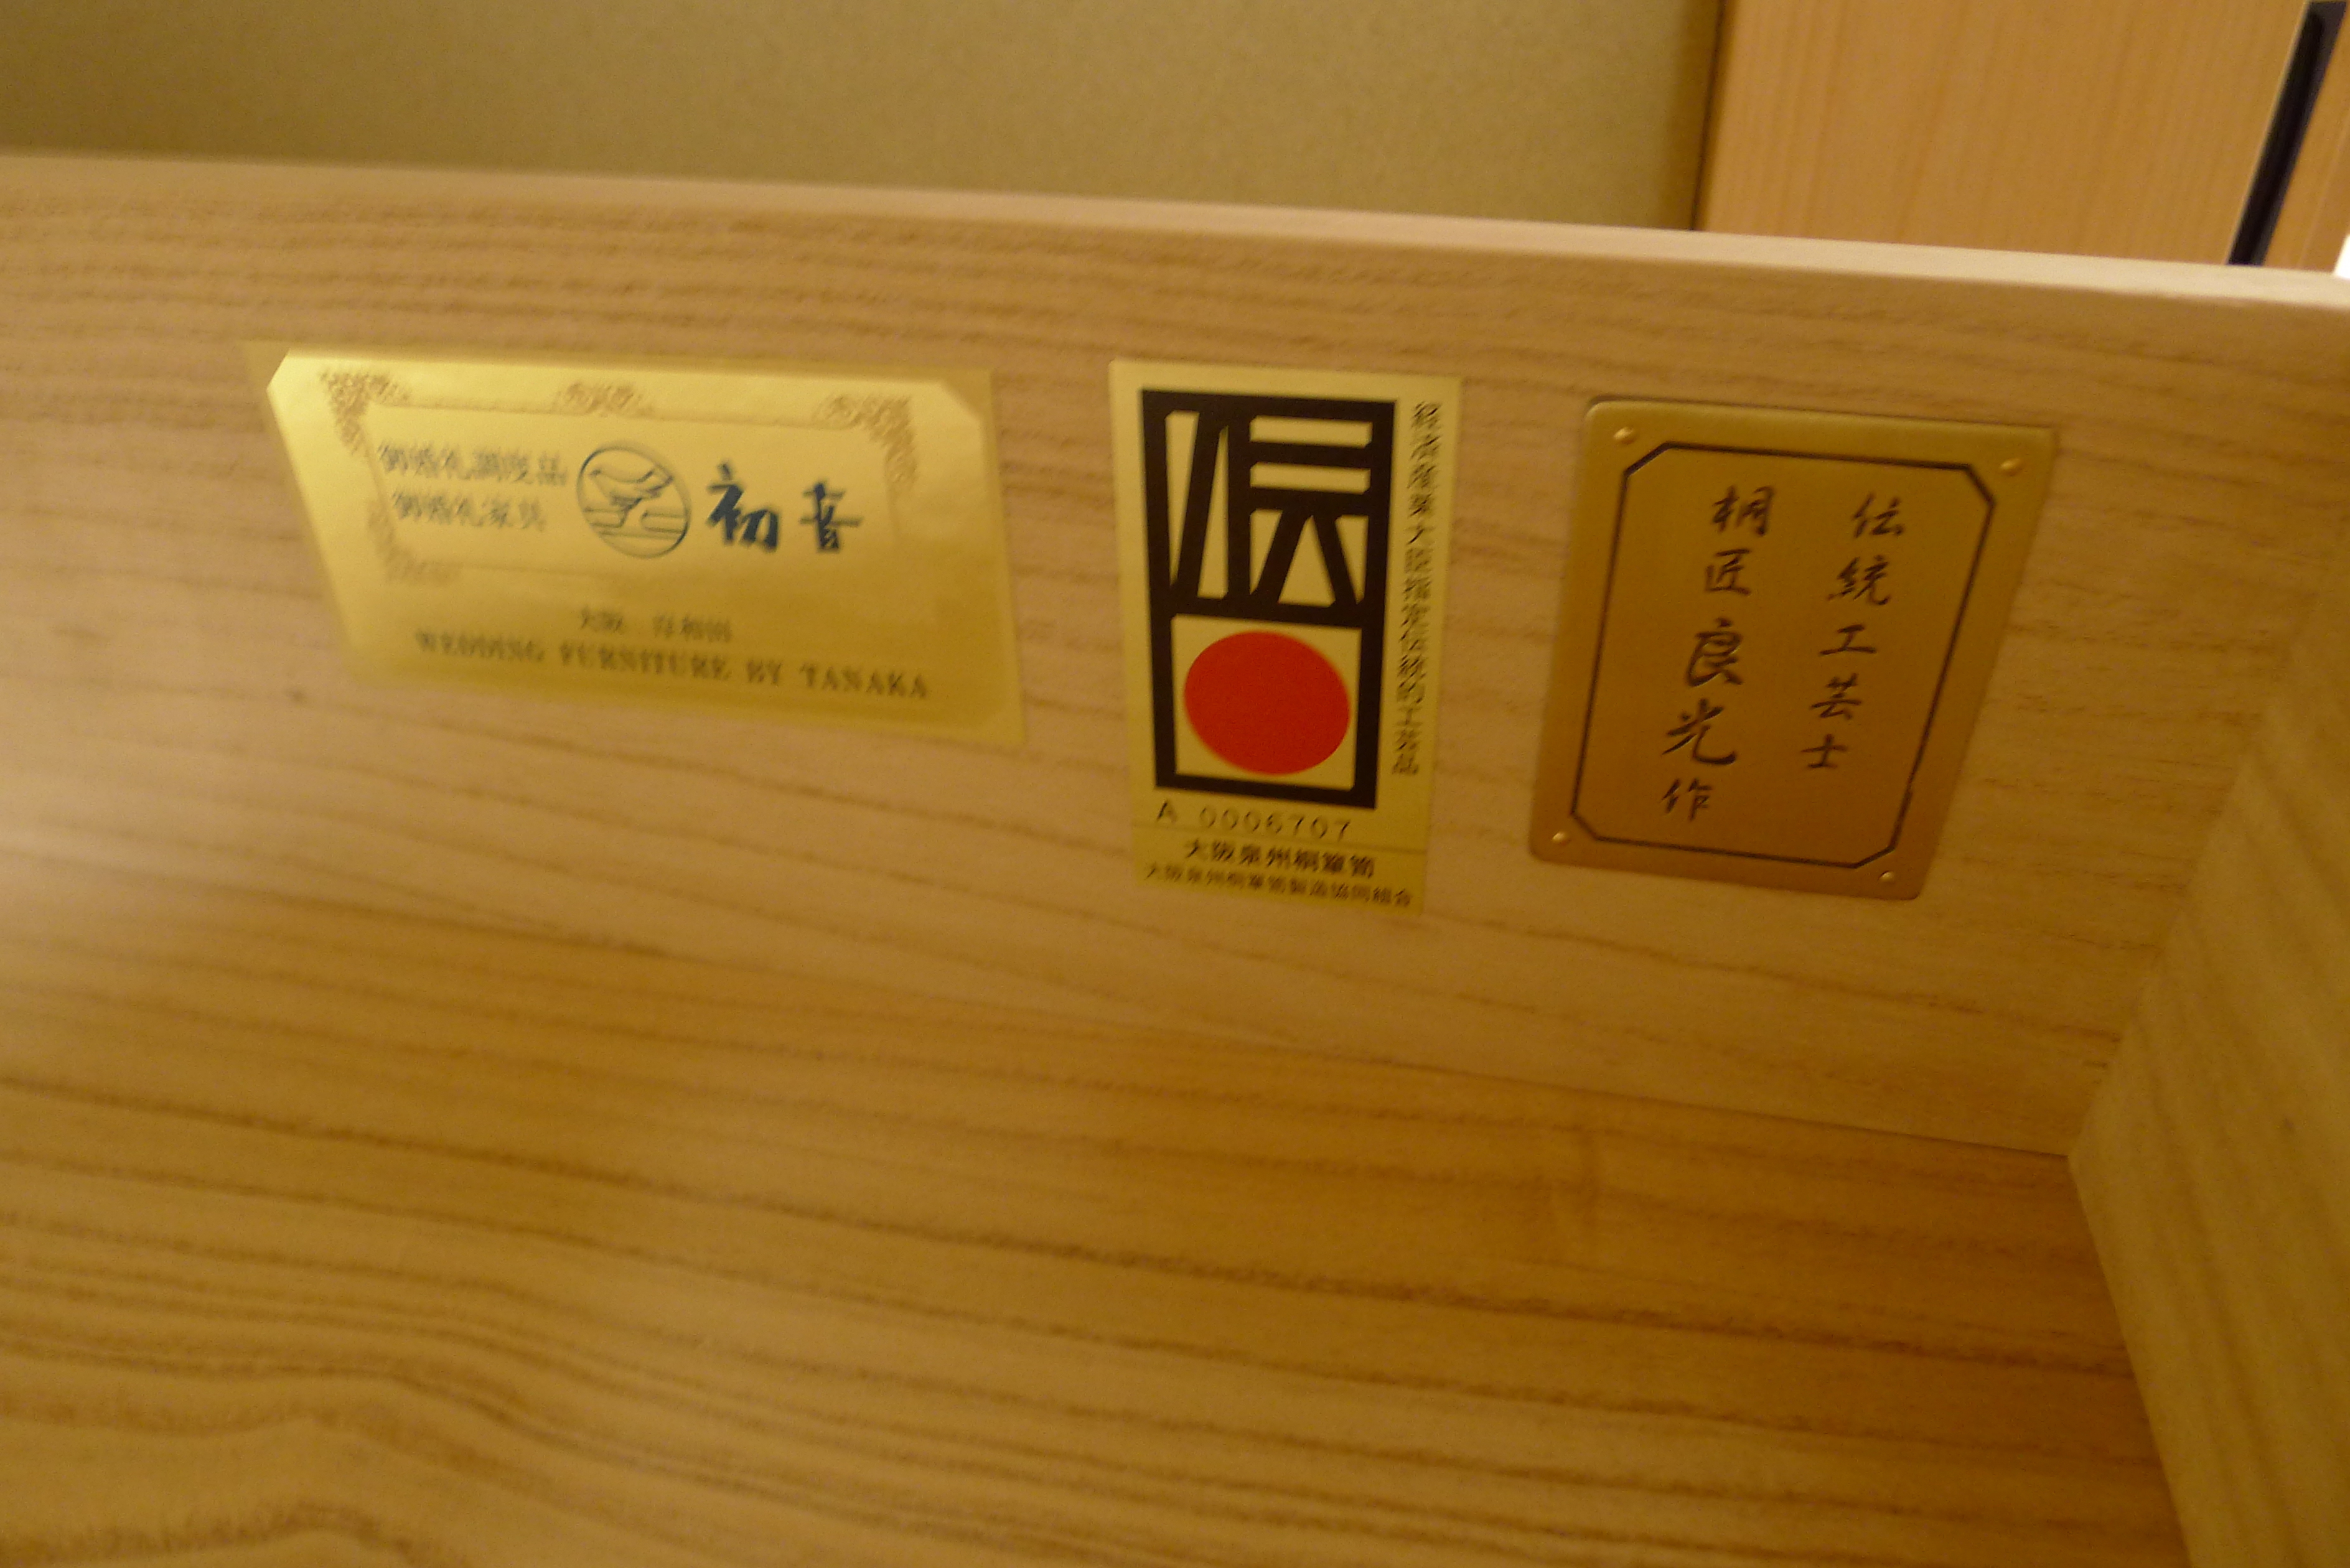 御婚礼調度品
御婚礼家具
初音
大阪 岸和田
WEDDING FURNITURE BY TANAKA
伝
経済産業大臣指定伝統的工芸品
A 0006707
大阪泉州桐簞笥
大阪泉州桐簞笥製造協同組合
伝統工芸士
桐匠良光作